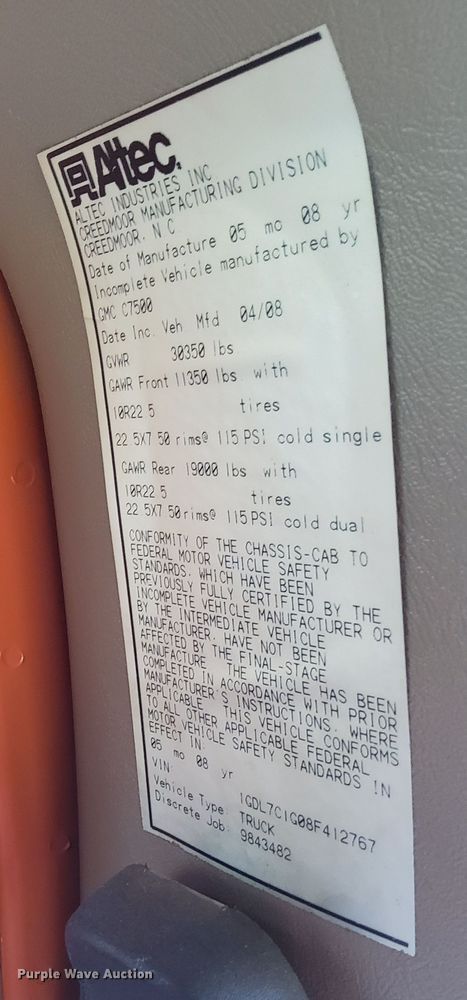 Altec
ALTEC INDUSTRIES INC
CREEDMOOR MANUFACTURING DIVISION
CREEDMOOR, N C
Date of Manufacture 05 mo 08 yr
Incomplete Vehicle manufactured by
GMC C7500
Date Inc. Veh Mfd 04/08
GVWR 30350 lbs
GAWR Front 11350 lbs with
10R22 5 tires
22 5X7 50 rims@ 115 PSI cold single
GAWR Rear 19000 lbs with
10R22 5 tires
22 5X7 50 rims@ 115 PSI cold dual
CONFORMITY OF THE CHASSIS-CAB TO
FEDERAL MOTOR VEHICLE SAFETY
STANDARDS, WHICH HAVE BEEN
PREVIOUSLY FULLY CERTIFIED BY THE
INCOMPLETE VEHICLE MANUFACTURER OR
BY THE INTERMEDIATE VEHICLE
MANUFACTURER, HAVE NOT BEEN
AFFECTED BY THE FINAL-STAGE
MANUFACTURE THE VEHICLE HAS BEEN
COMPLETED IN ACCORDANCE WITH PRIOR
MANUFACTURER'S INSTRUCTIONS, WHERE
APPLICABLE THIS VEHICLE CONFORMS
TO ALL OTHER APPLICABLE FEDERAL
MOTOR VEHICLE SAFETY STANDARDS IN
EFFECT IN:
05 mo 08 yr
VIN: 1GDL7C1G08F412767
Vehicle Type: TRUCK
Discrete Job: 9843482
Purple Wave Auction